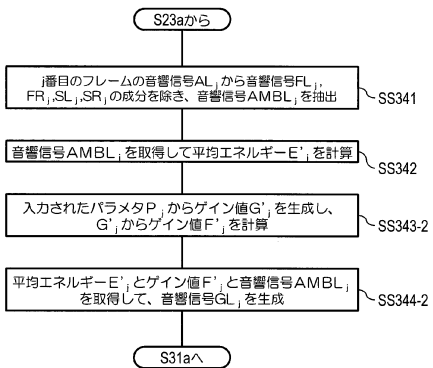 S23aから
j番目のフレームの音響信号ALjから音響信号FLj,
FRj,SLj,SRjの成分を除き、音響信号AMBLjを抽出
SS341
音響信号AMBLjを取得して平均エネルギーE'jを計算
SS342
入力されたパラメタPjからゲイン値G'jを生成し、
G'jからゲイン値F'jを計算
SS343-2
平均エネルギーE'jとゲイン値F'jと音響信号AMBLj
を取得して、音響信号GLjを生成
SS344-2
S31aへ